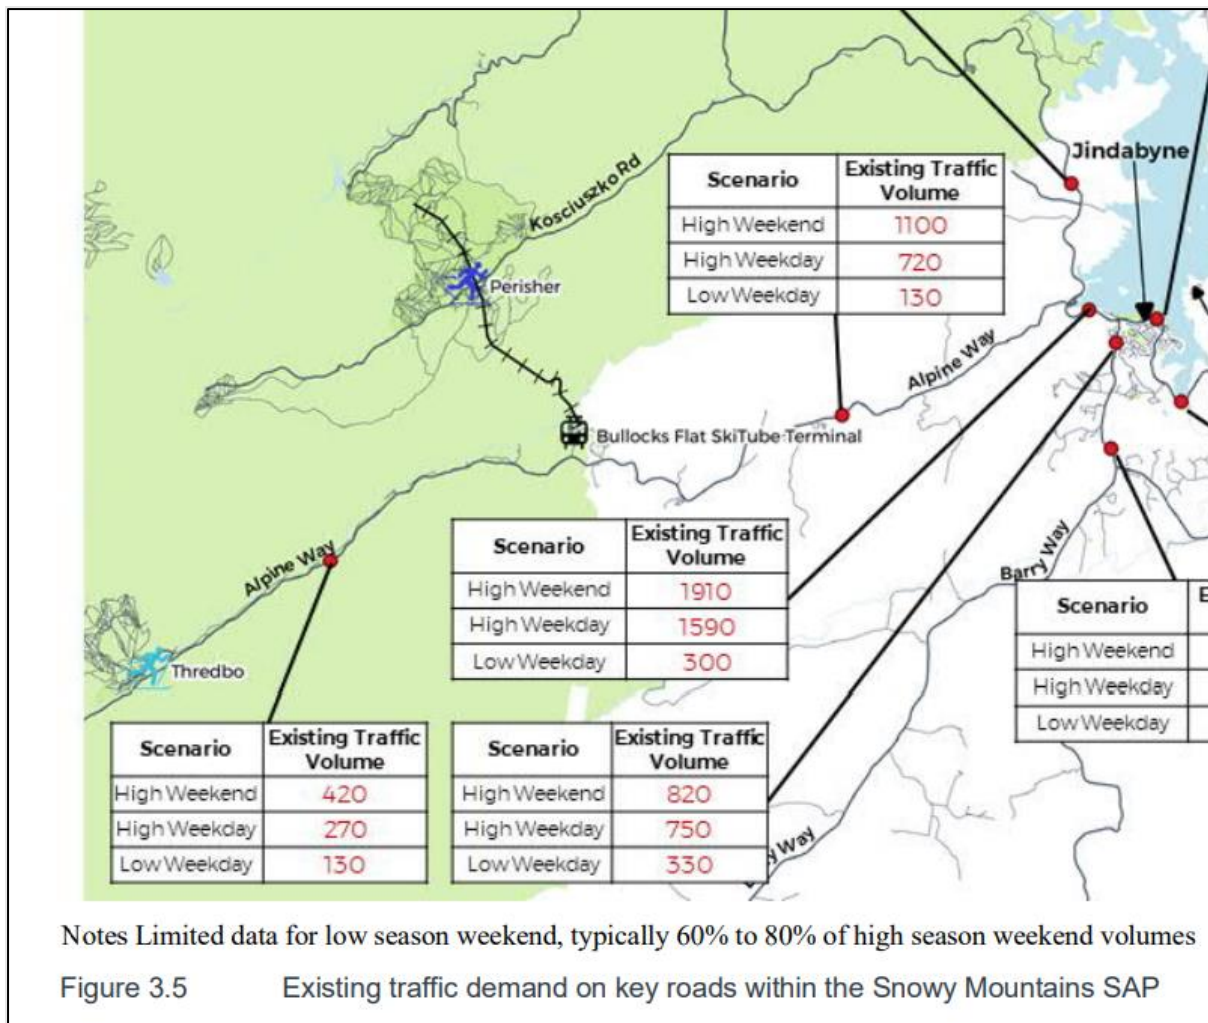 Jindabyne
Kosciuszko Rd
Scenario Existing Traffic
Volume
High Weekend 1100
High Weekday 720
Low Weekday 130
Perisher
Alpine Way
Bullocks Flat SkiTube Terminal
Scenario Existing Traffic
Volume
High Weekend 1910
High Weekday 1590
Low Weekday 300
Alpine Way
Barry Way
Scenario E
High Weekend
High Weekday
Low Weekday
Thredbo
Scenario Existing Traffic
Volume
High Weekend 420
High Weekday 270
Low Weekday 130
Scenario Existing Traffic
Volume
High Weekend 820
High Weekday 750
Low Weekday 330
y Way
Notes Limited data for low season weekend, typically 60% to 80% of high season weekend volumes
Figure 3.5 Existing traffic demand on key roads within the Snowy Mountains SAP